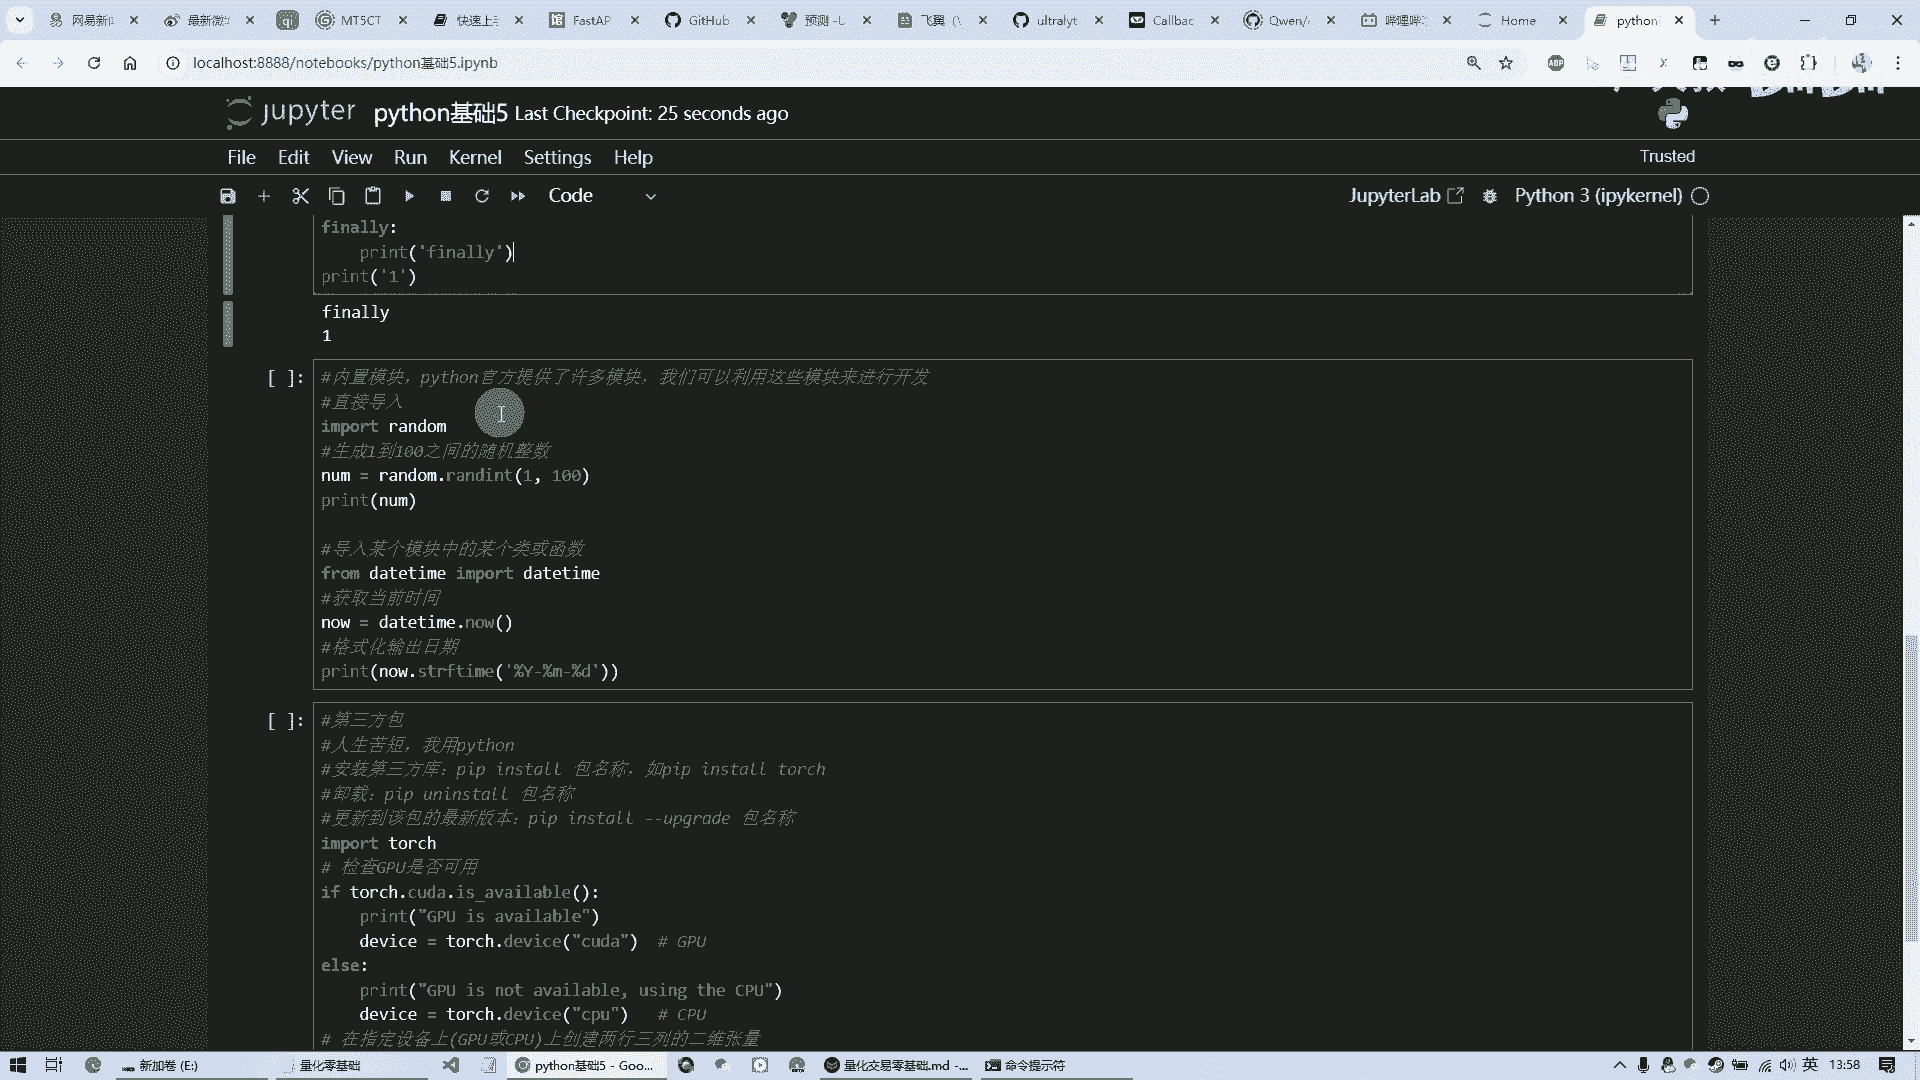 网易新
最新微
MT5CT
快速上手
FastAP
GitHub
预测 - U
飞翼 (V
ultralyt
Callbac
Qwen/
哔哩哔
Home
python
localhost:8888/notebooks/python基础5.ipynb
jupyter python基础5 Last Checkpoint: 25 seconds ago
File Edit View Run Kernel Settings Help
Trusted
Code
JupyterLab
Python 3 (ipykernel)
finally:
    print('finally')
print('1')
finally
1
[ ]:
#内置模块，python官方提供了许多模块，我们可以利用这些模块来进行开发
#直接导入
import random
#生成1到100之间的随机整数
num = random.randint(1, 100)
print(num)
#导入某个模块中的某个类或函数
from datetime import datetime
#获取当前时间
now = datetime.now()
#格式化输出日期
print(now.strftime('%Y-%m-%d'))
[ ]:
#第三方包
#人生苦短，我用python
#安装第三方库：pip install 包名称，如pip install torch
#卸载：pip uninstall 包名称
#更新到该包的最新版本：pip install --upgrade 包名称
import torch
# 检查GPU是否可用
if torch.cuda.is_available():
    print("GPU is available")
    device = torch.device("cuda")  # GPU
else:
    print("GPU is not available, using the CPU")
    device = torch.device("cpu")   # CPU
# 在指定设备上(GPU或CPU)上创建两行三列的二维张量
新加卷 (E:)
量化零基础
python基础5 - Goo...
量化交易零基础.md -...
命令提示符
英
13:58